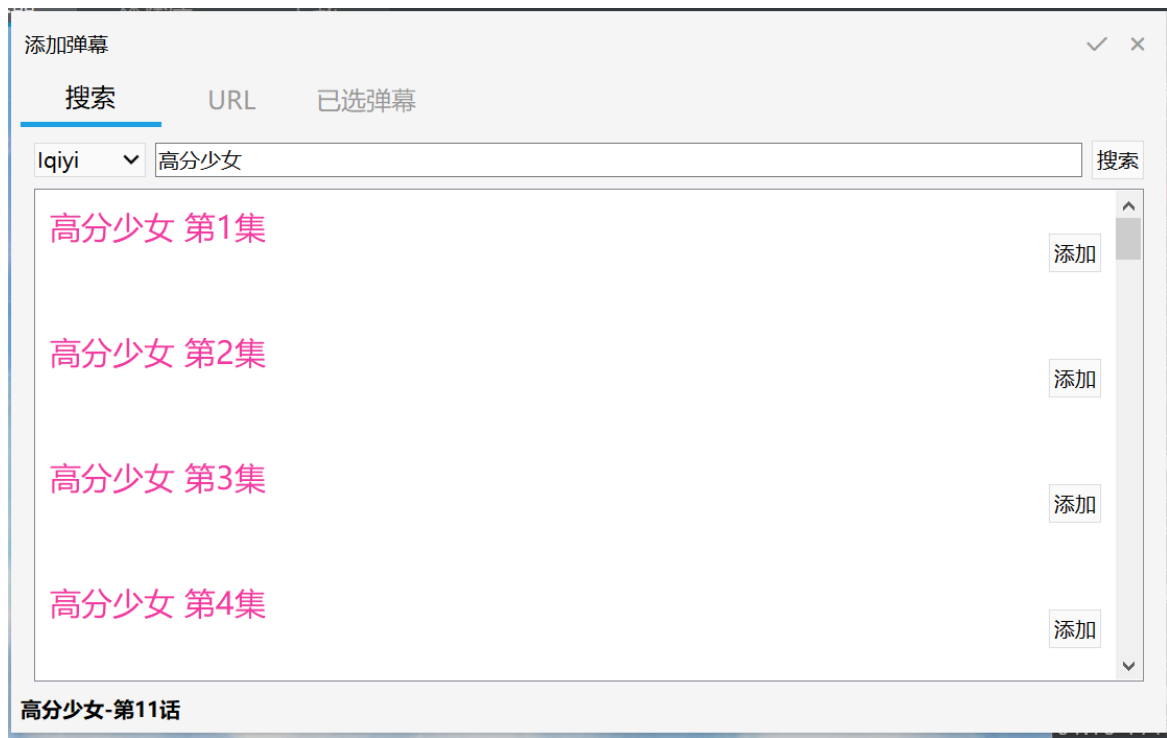 添加弹幕
搜索 URL 已选弹幕
Iqiyi 高分少女 搜索
高分少女 第1集
添加
高分少女 第2集
添加
高分少女 第3集
添加
高分少女 第4集
添加
高分少女-第11话